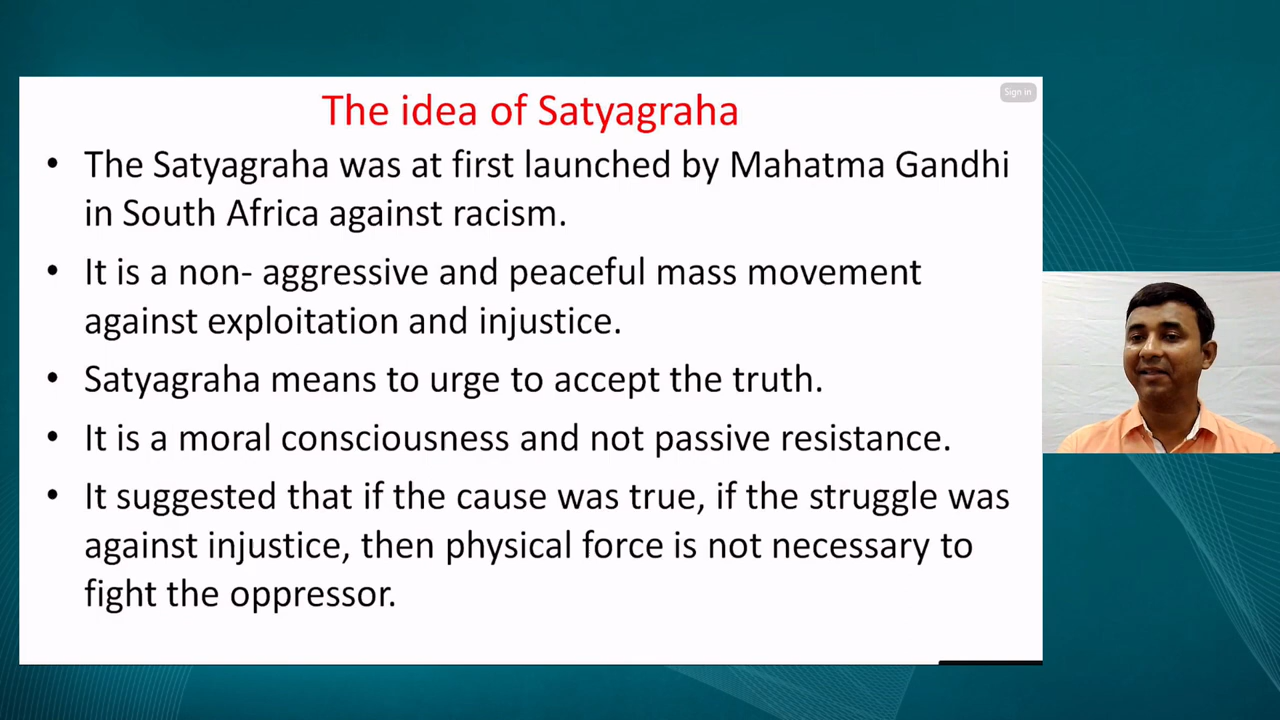 The idea of Satyagraha
Sign in
• The Satyagraha was at first launched by Mahatma Gandhi
in South Africa against racism.
• It is a non- aggressive and peaceful mass movement
against exploitation and injustice.
• Satyagraha means to urge to accept the truth.
• It is a moral consciousness and not passive resistance.
• It suggested that if the cause was true, if the struggle was
against injustice, then physical force is not necessary to
fight the oppressor.